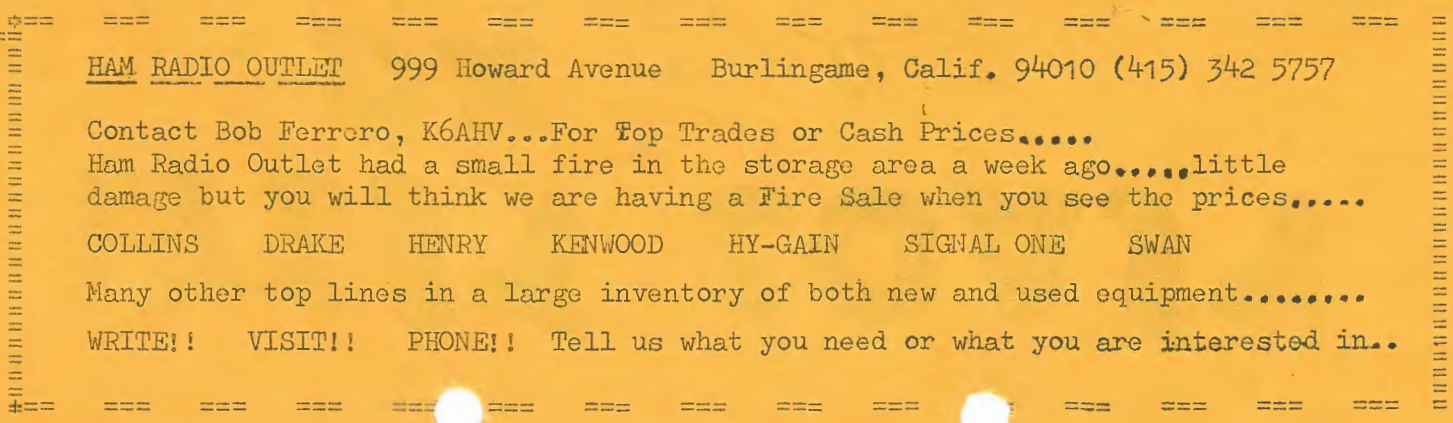 HAM RADIO OUTLET 999 Howard Avenue Burlingame, Calif. 94010 (415) 342 5757
Contact Bob Ferrero, K6AHV...For Top Trades or Cash Prices.....
Ham Radio Outlet had a small fire in the storage area a week ago.....little
damage but you will think we are having a Fire Sale when you see the prices.....
COLLINS DRAKE HENRY KENWOOD HY-GAIN SIGNAL ONE SWAN
Many other top lines in a large inventory of both new and used equipment........
WRITE!! VISIT!! PHONE!! Tell us what you need or what you are interested in..